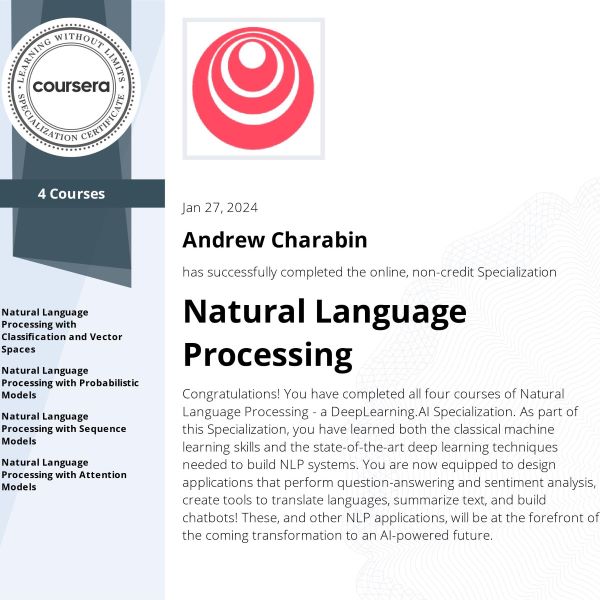 LEARNING WITHOUT LIMITS
coursera
SPECIALIZATION CERTIFICATE
4 Courses
Natural Language
Processing with
Classification and Vector
Spaces
Natural Language
Processing with Probabilistic
Models
Natural Language
Processing with Sequence
Models
Natural Language
Processing with Attention
Models
Jan 27, 2024
Andrew Charabin
has successfully completed the online, non-credit Specialization
Natural Language
Processing
Congratulations! You have completed all four courses of Natural
Language Processing - a DeepLearning.AI Specialization. As part of
this Specialization, you have learned both the classical machine
learning skills and the state-of-the-art deep learning techniques
needed to build NLP systems. You are now equipped to design
applications that perform question-answering and sentiment analysis,
create tools to translate languages, summarize text, and build
chatbots! These, and other NLP applications, will be at the forefront of
the coming transformation to an AI-powered future.